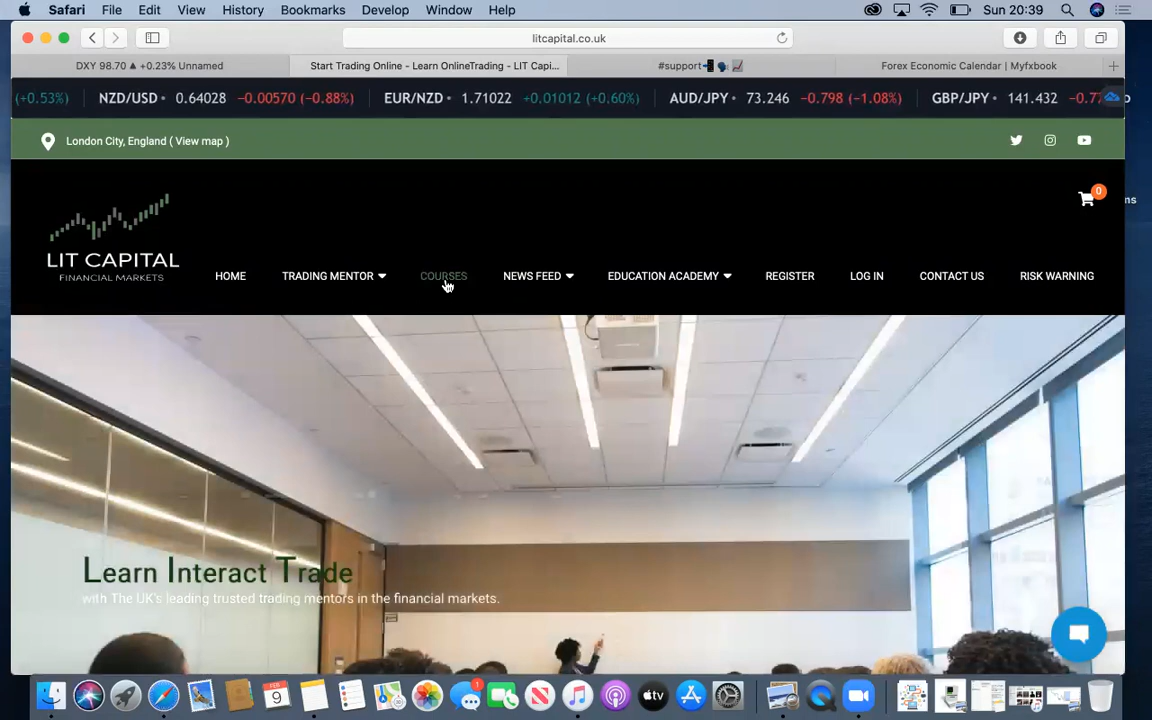 Safari File Edit View History Bookmarks Develop Window Help Sun 20:39
litcapital.co.uk
DXY 98.70 ▲ +0.23% Unnamed Start Trading Online - Learn OnlineTrading - LIT Capi... #support Forex Economic Calendar | Myfxbook
(+0.53%) NZD/USD • 0.64028 −0.00570 (−0.88%) EUR/NZD • 1.71022 +0.01012 (+0.60%) AUD/JPY • 73.246 −0.798 (−1.08%) GBP/JPY • 141.432
London City, England ( View map )
0
LIT CAPITAL
FINANCIAL MARKETS
HOME TRADING MENTOR COURSES NEWS FEED EDUCATION ACADEMY REGISTER LOG IN CONTACT US RISK WARNING
Learn Interact Trade
with The UK's leading trusted trading mentors in the financial markets.
FEB
9
1
tv